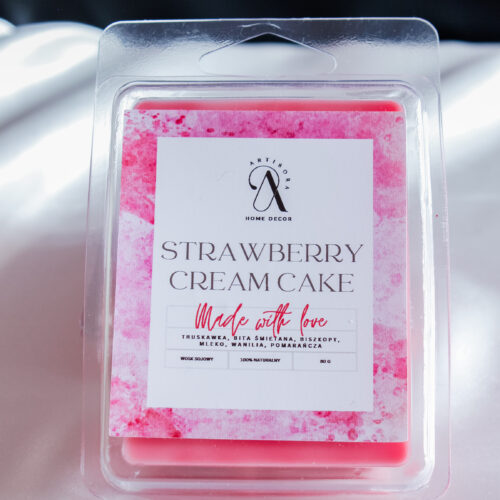 ARTIBORA
A
HOME DECOR
STRAWBERRY
CREAM CAKE
Made with love
TRUSKAWKA, BITA ŚMIETANA, BISZKOPT,
MLEKO, WANILIA, POMARAŃCZA
WOSK SOJOWY 100% NATURALNY 80 G